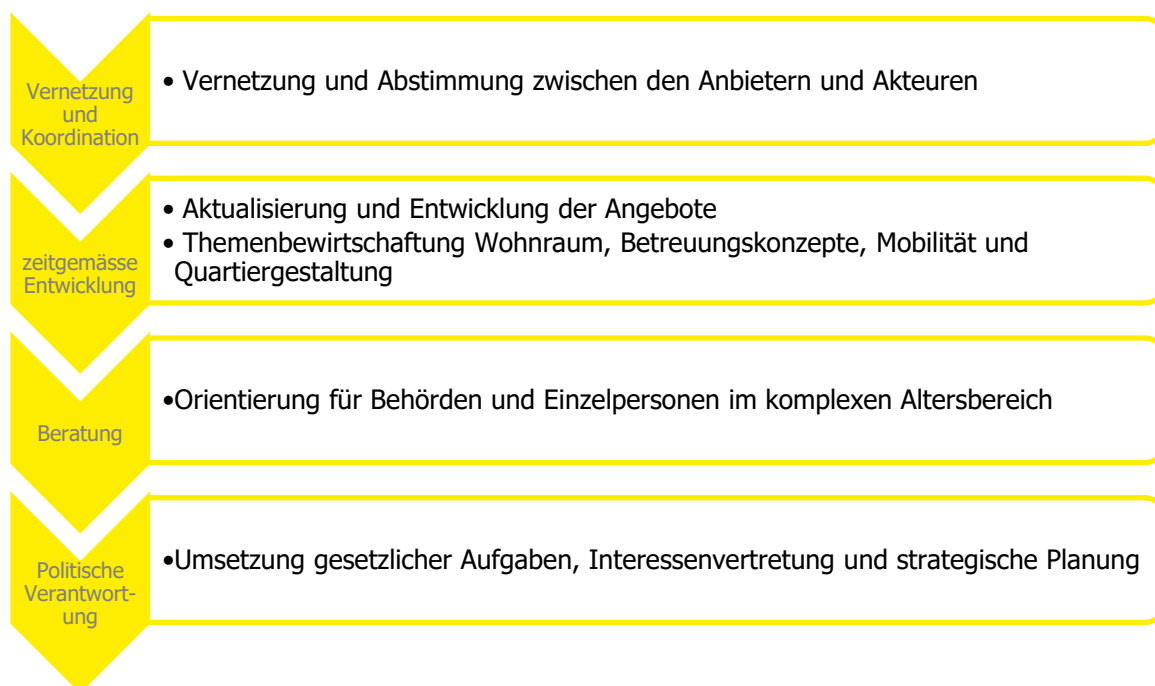 Vernetzung
und
Koordination
• Vernetzung und Abstimmung zwischen den Anbietern und Akteuren
zeitgemässe
Entwicklung
• Aktualisierung und Entwicklung der Angebote
• Themenbewirtschaftung Wohnraum, Betreuungskonzepte, Mobilität und
Quartiergestaltung
Beratung
•Orientierung für Behörden und Einzelpersonen im komplexen Altersbereich
Politische
Verantwort-
ung
•Umsetzung gesetzlicher Aufgaben, Interessenvertretung und strategische Planung